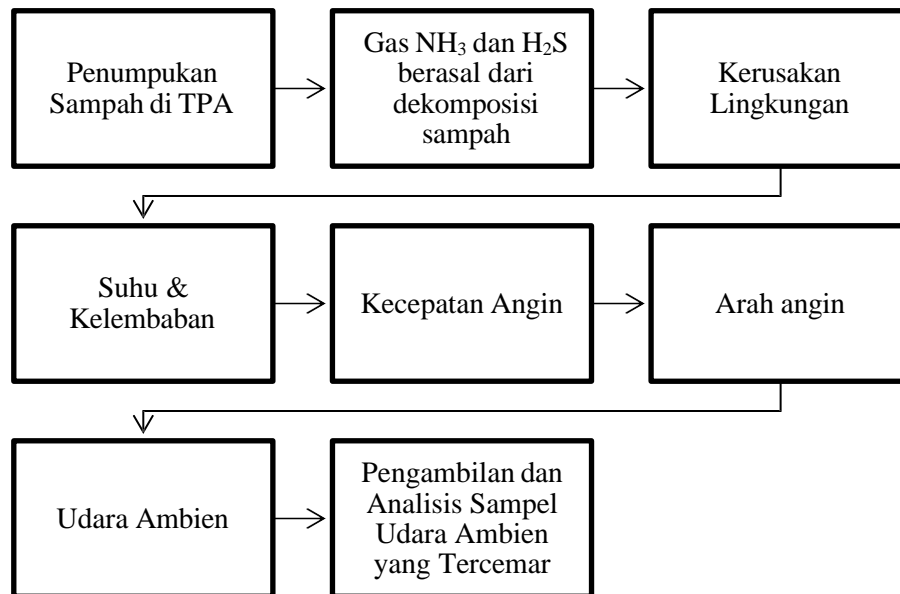 Penumpukan
Sampah di TPA
Gas NH₃ dan H₂S
berasal dari
dekomposisi
sampah
Kerusakan
Lingkungan
Suhu &
Kelembaban
Kecepatan Angin
Arah angin
Udara Ambien
Pengambilan dan
Analisis Sampel
Udara Ambien
yang Tercemar